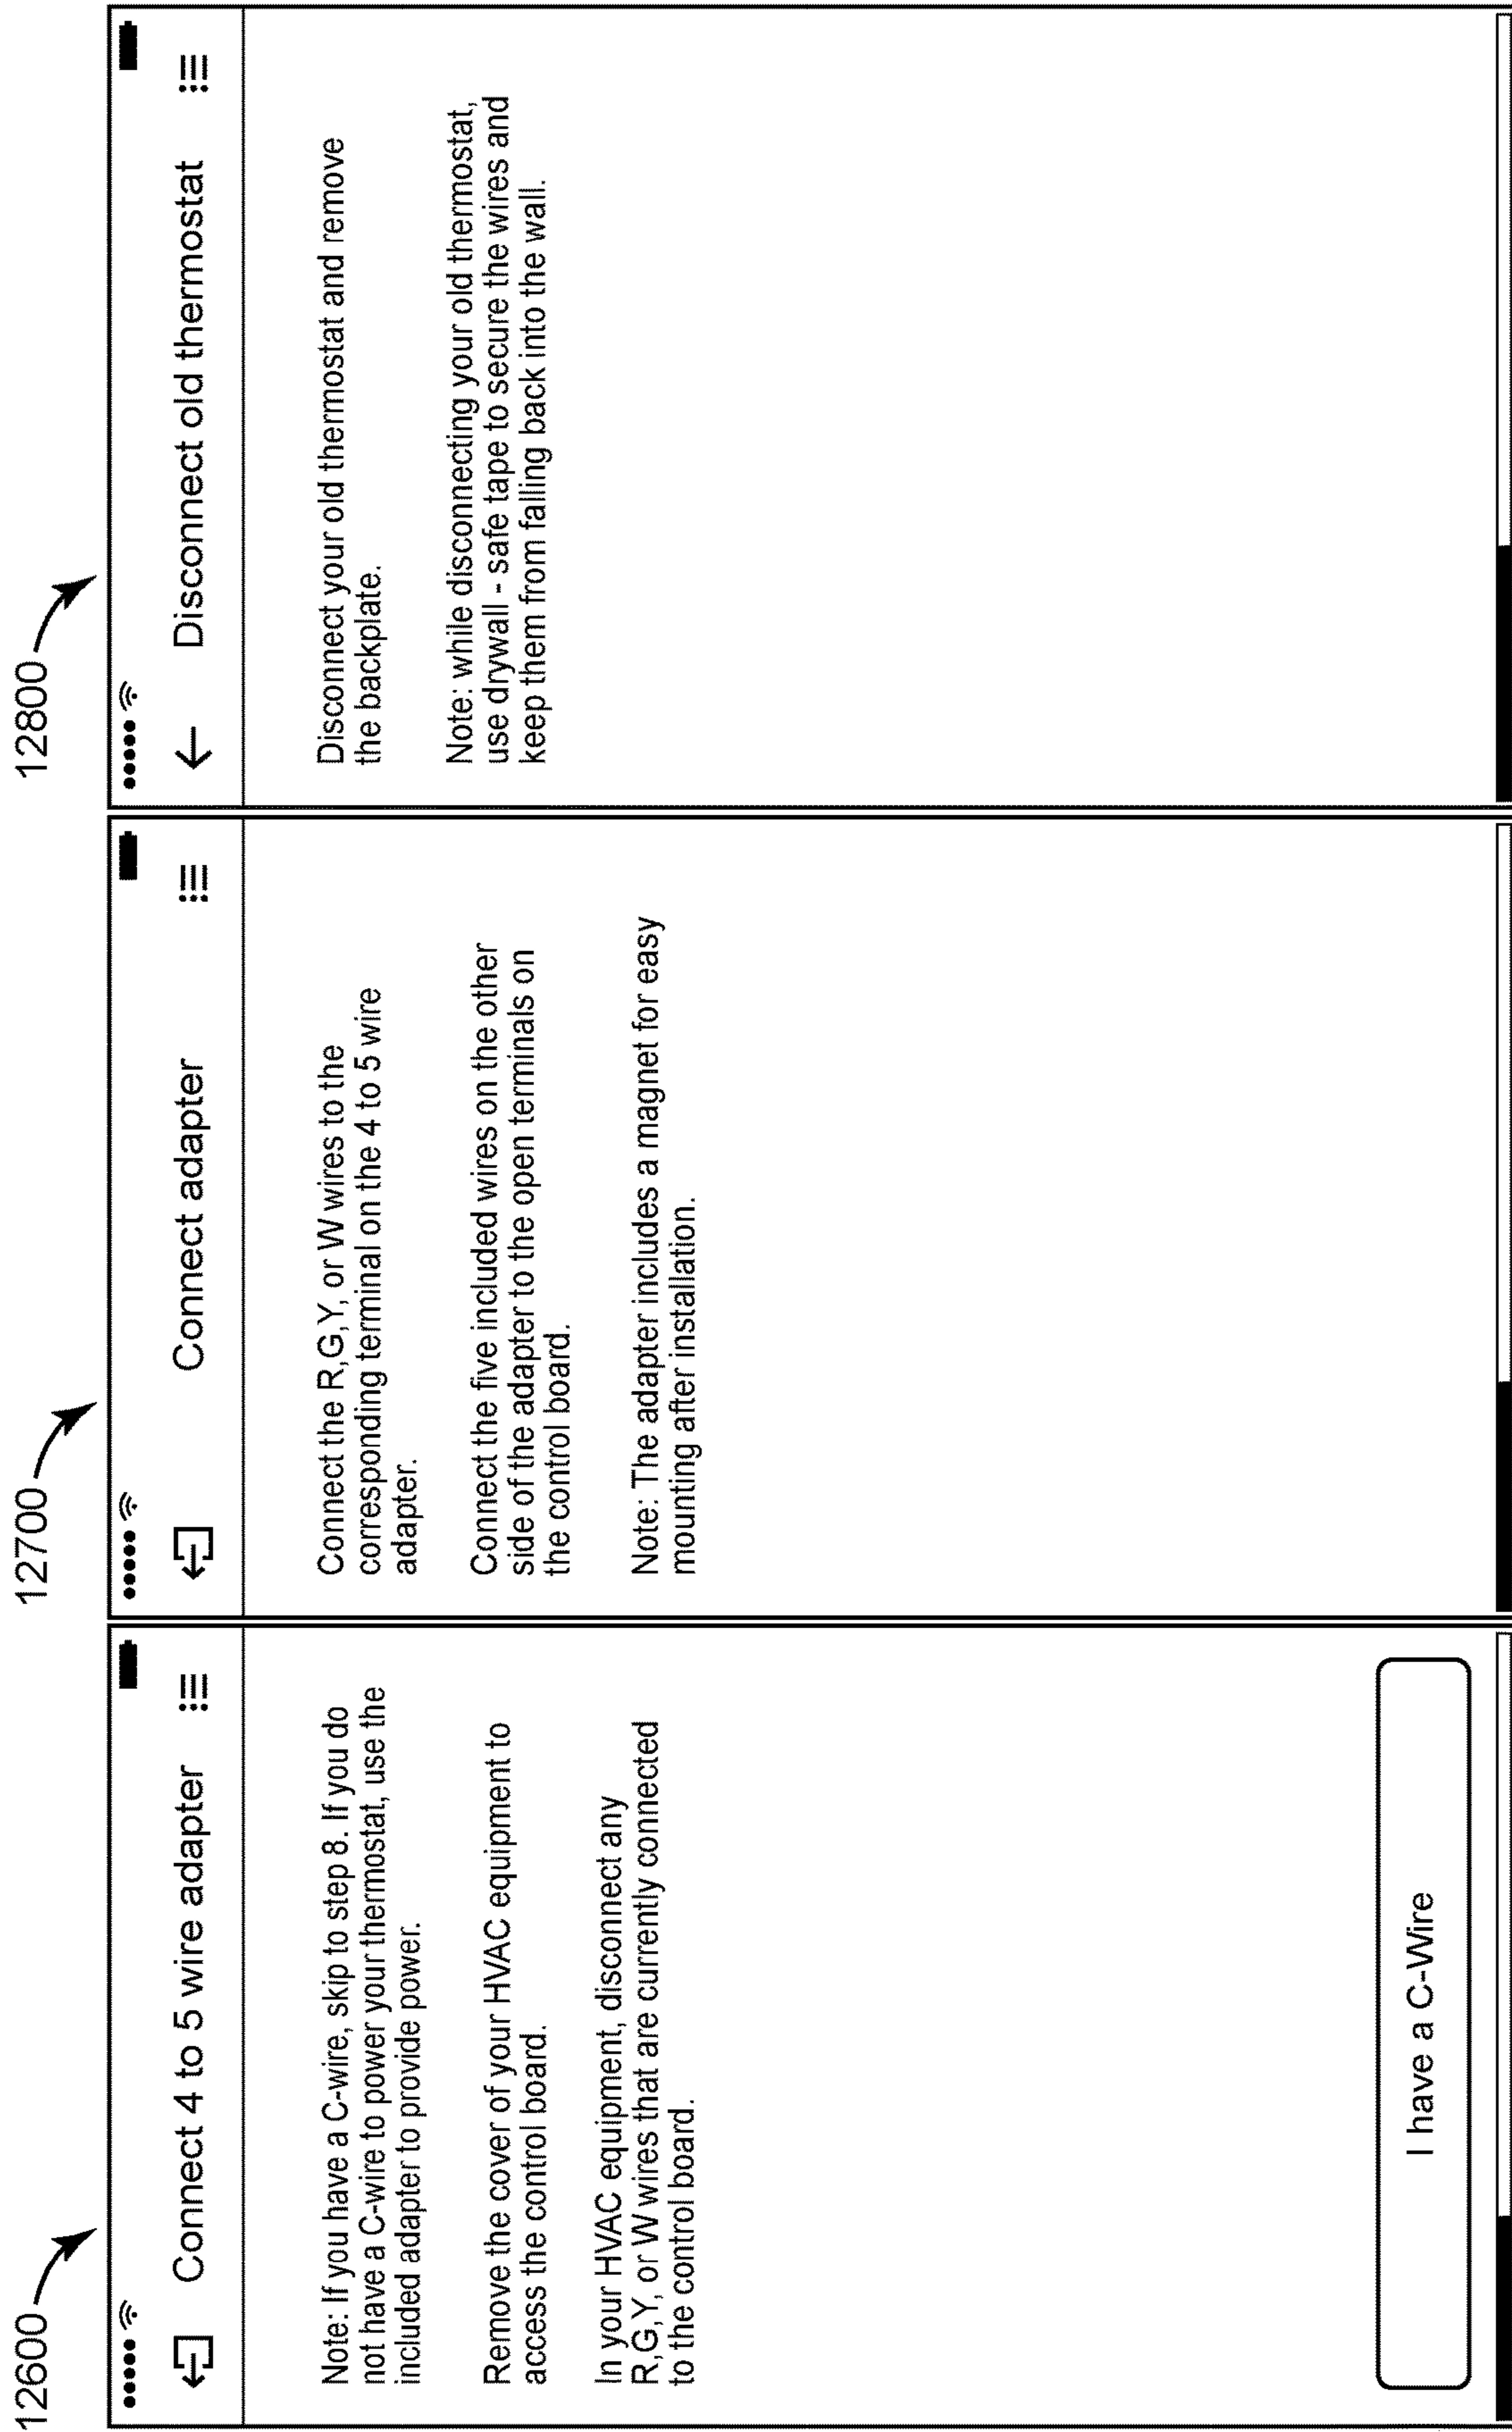 12600
Connect 4 to 5 wire adapter
Note: If you have a C-wire, skip to step 8. If you do
not have a C-wire to power your thermostat, use the
included adapter to provide power.
Remove the cover of your HVAC equipment to
access the control board.
In your HVAC equipment, disconnect any
R,G,Y, or W wires that are currently connected
to the control board.
I have a C-Wire
12700
Connect adapter
Connect the R,G,Y, or W wires to the
corresponding terminal on the 4 to 5 wire
adapter.
Connect the five included wires on the other
side of the adapter to the open terminals on
the control board.
Note: The adapter includes a magnet for easy
mounting after installation.
12800
Disconnect old thermostat
Disconnect your old thermostat and remove
the backplate.
Note: while disconnecting your old thermostat,
use drywall - safe tape to secure the wires and
keep them from falling back into the wall.